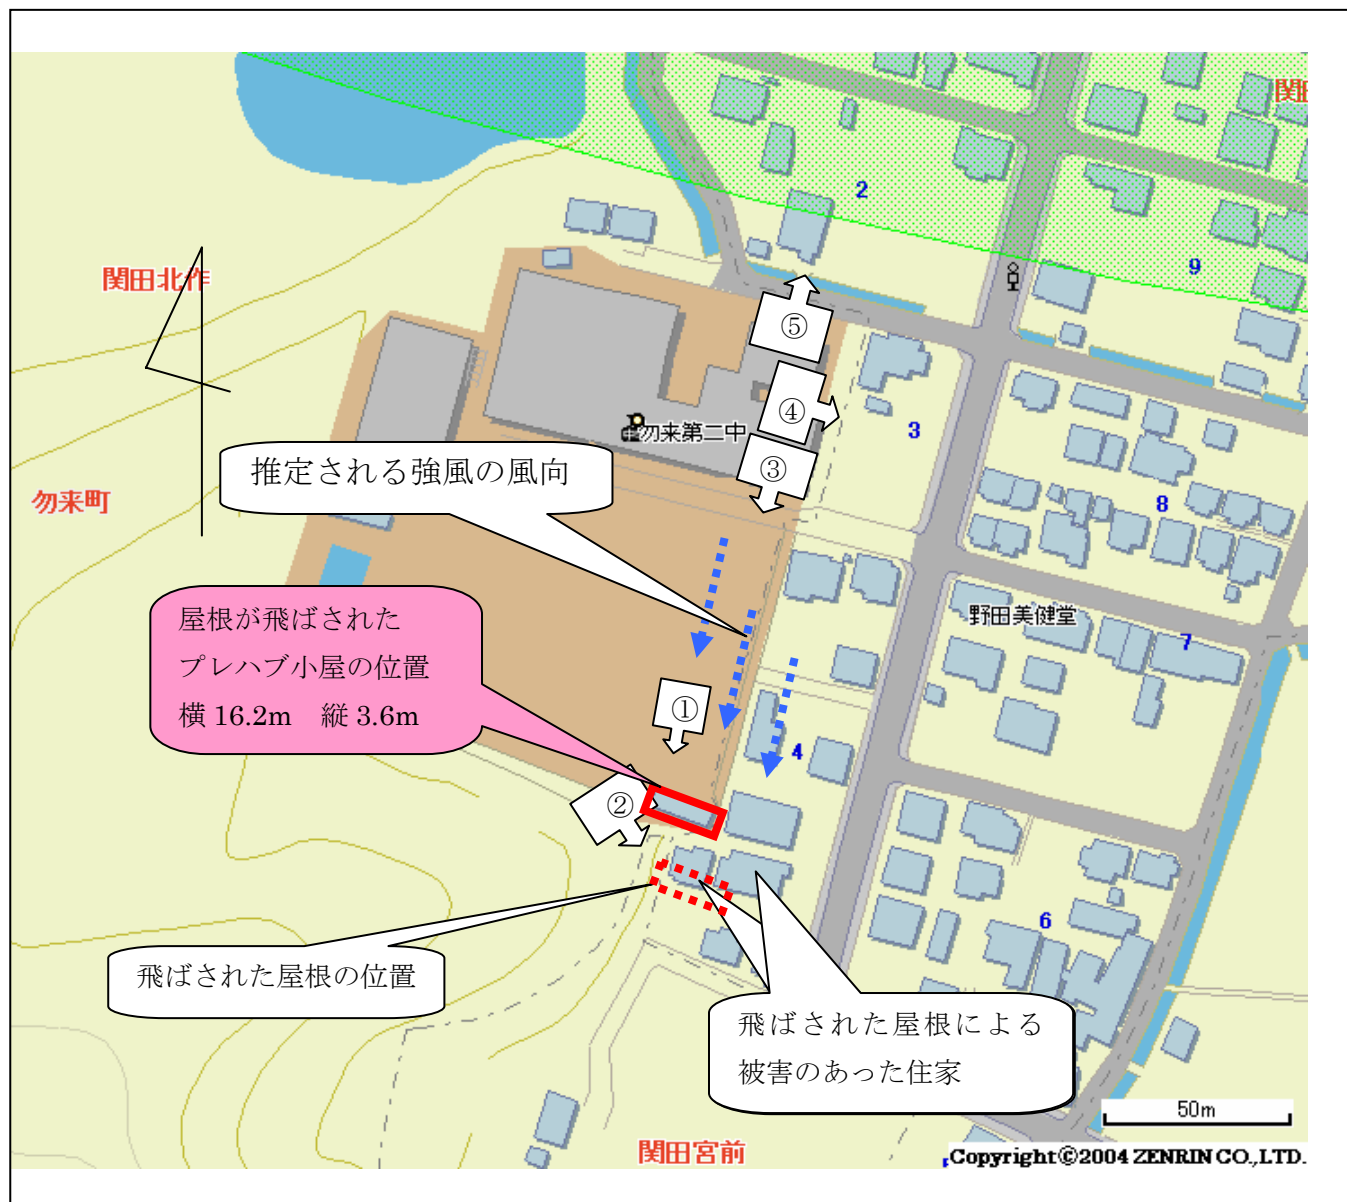 関田
2
関田北作
9
⑤
④
勿来第二中
3
③
推定される強風の風向
勿来町
8
屋根が飛ばされた
プレハブ小屋の位置
横 16.2m 縦 3.6m
野田美健堂
7
①
4
②
6
飛ばされた屋根の位置
飛ばされた屋根による
被害のあった住家
50m
関田宮前
Copyright©2004 ZENRIN CO.,LTD.